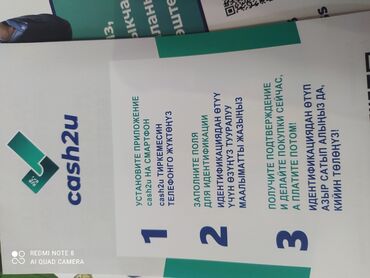 cash2u
1
УСТАНОВИТЕ ПРИЛОЖЕНИЕ
cash2u НА СМАРТФОН
cash2u ТИРКЕМЕСИН
ТЕЛЕФОНГО ЖҮКТӨҢҮЗ
2
ЗАПОЛНИТЕ ПОЛЯ
ДЛЯ ИДЕНТИФИКАЦИИ
ИДЕНТИФИКАЦИЯДАН ӨТҮҮ
ҮЧҮН ӨЗҮҢҮЗ ТУУРАЛУУ
МААЛЫМАТТЫ ЖАЗЫҢЫЗ
3
ПОЛУЧИТЕ ПОДТВЕРЖДЕНИЕ
И ДЕЛАЙТЕ ПОКУПКИ СЕЙЧАС,
А ПЛАТИТЕ ПОТОМ!
ИДЕНТИФИКАЦИЯДАН ӨТҮП
АЗЫР САТЫП АЛЫҢЫЗ ДА,
КИЙИН ТӨЛӨҢҮЗ!
REDMI NOTE 8
AI QUAD CAMERA